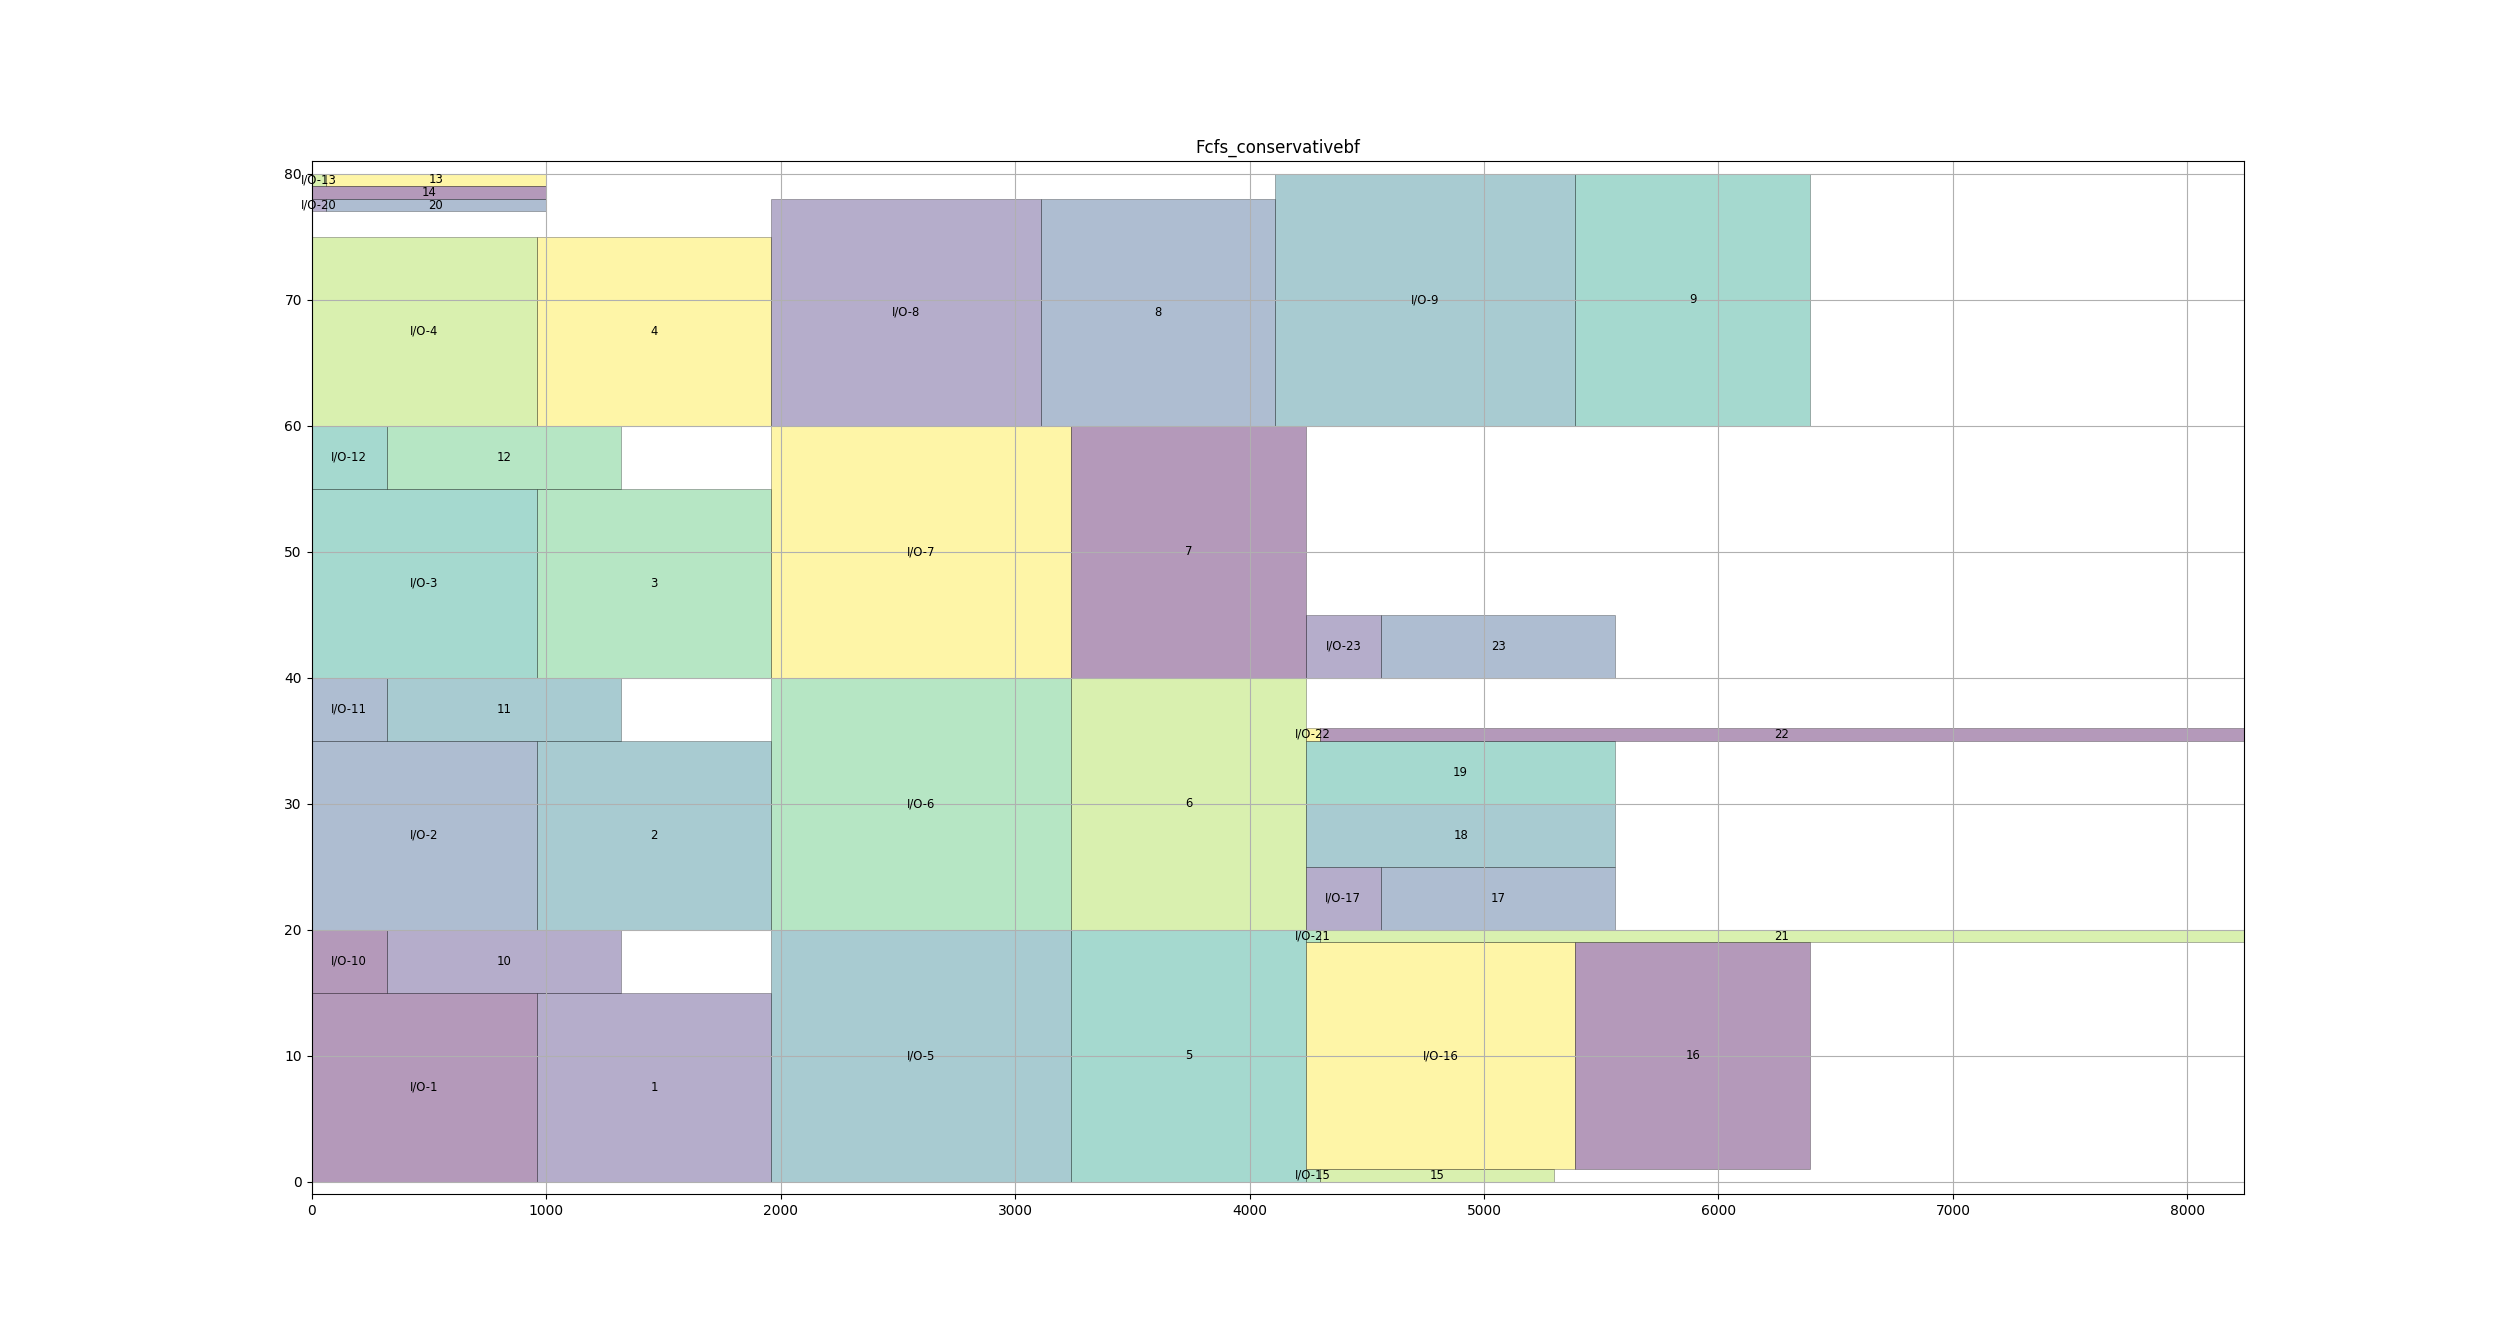 Fcfs_conservativebf
80
I/O-13 13
14
I/O-20 20
70
I/O-8 8 I/O-9 9
I/O-4 4
60
I/O-12 12
50
I/O-7 7
I/O-3 3
I/O-23 23
40
I/O-11 11
I/O-22 22
19
30
I/O-6 6
I/O-2 2 18
I/O-17 17
20
I/O-21 21
I/O-10 10
10
I/O-5 5 I/O-16 16
I/O-1 1
I/O-15 15
0
0 1000 2000 3000 4000 5000 6000 7000 8000